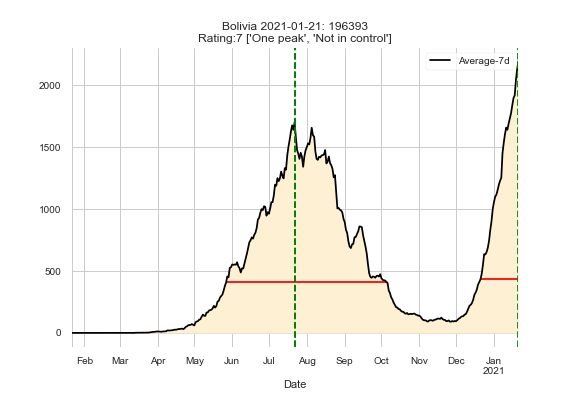 Bolivia 2021-01-21: 196393
Rating:7 ['One peak', 'Not in control']
Average-7d
2000
1500
1000
500
0
Feb Mar Apr May Jun Jul Aug Sep Oct Nov Dec Jan
2021
Date